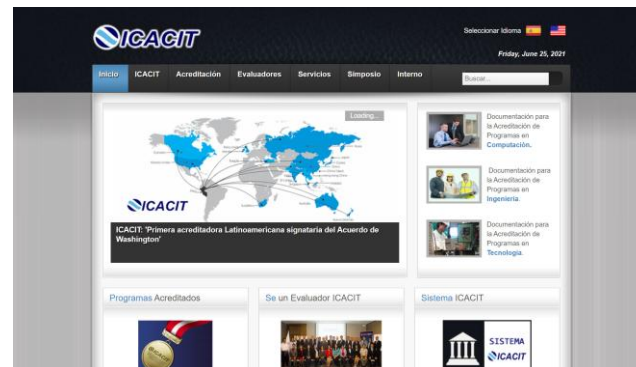 ICACIT
Seleccionar Idioma
Friday, June 25, 2021
Inicio ICACIT Acreditación Evaluadores Servicios Simposio Interno
Buscar...
Loading...
ICACIT
ICACIT: 'Primera acreditadora Latinoamericana signataria del Acuerdo de
Washington'
Documentación para
la Acreditación de
Programas en
Computación.
Documentación para
la Acreditación de
Programas en
Ingeniería.
Documentación para
la Acreditación de
Programas en
Tecnología.
Programas Acreditados
Se un Evaluador ICACIT
Sistema ICACIT
SISTEMA
ICACIT